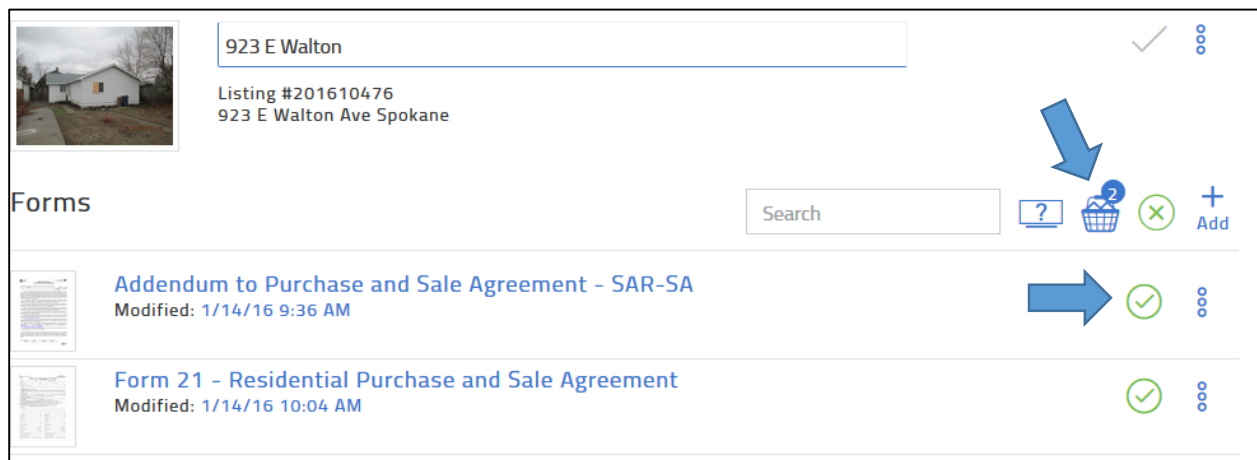 923 E Walton
Listing #201610476
923 E Walton Ave Spokane
Forms
Search
?
2
Add
Addendum to Purchase and Sale Agreement - SAR-SA
Modified: 1/14/16 9:36 AM
Form 21 - Residential Purchase and Sale Agreement
Modified: 1/14/16 10:04 AM